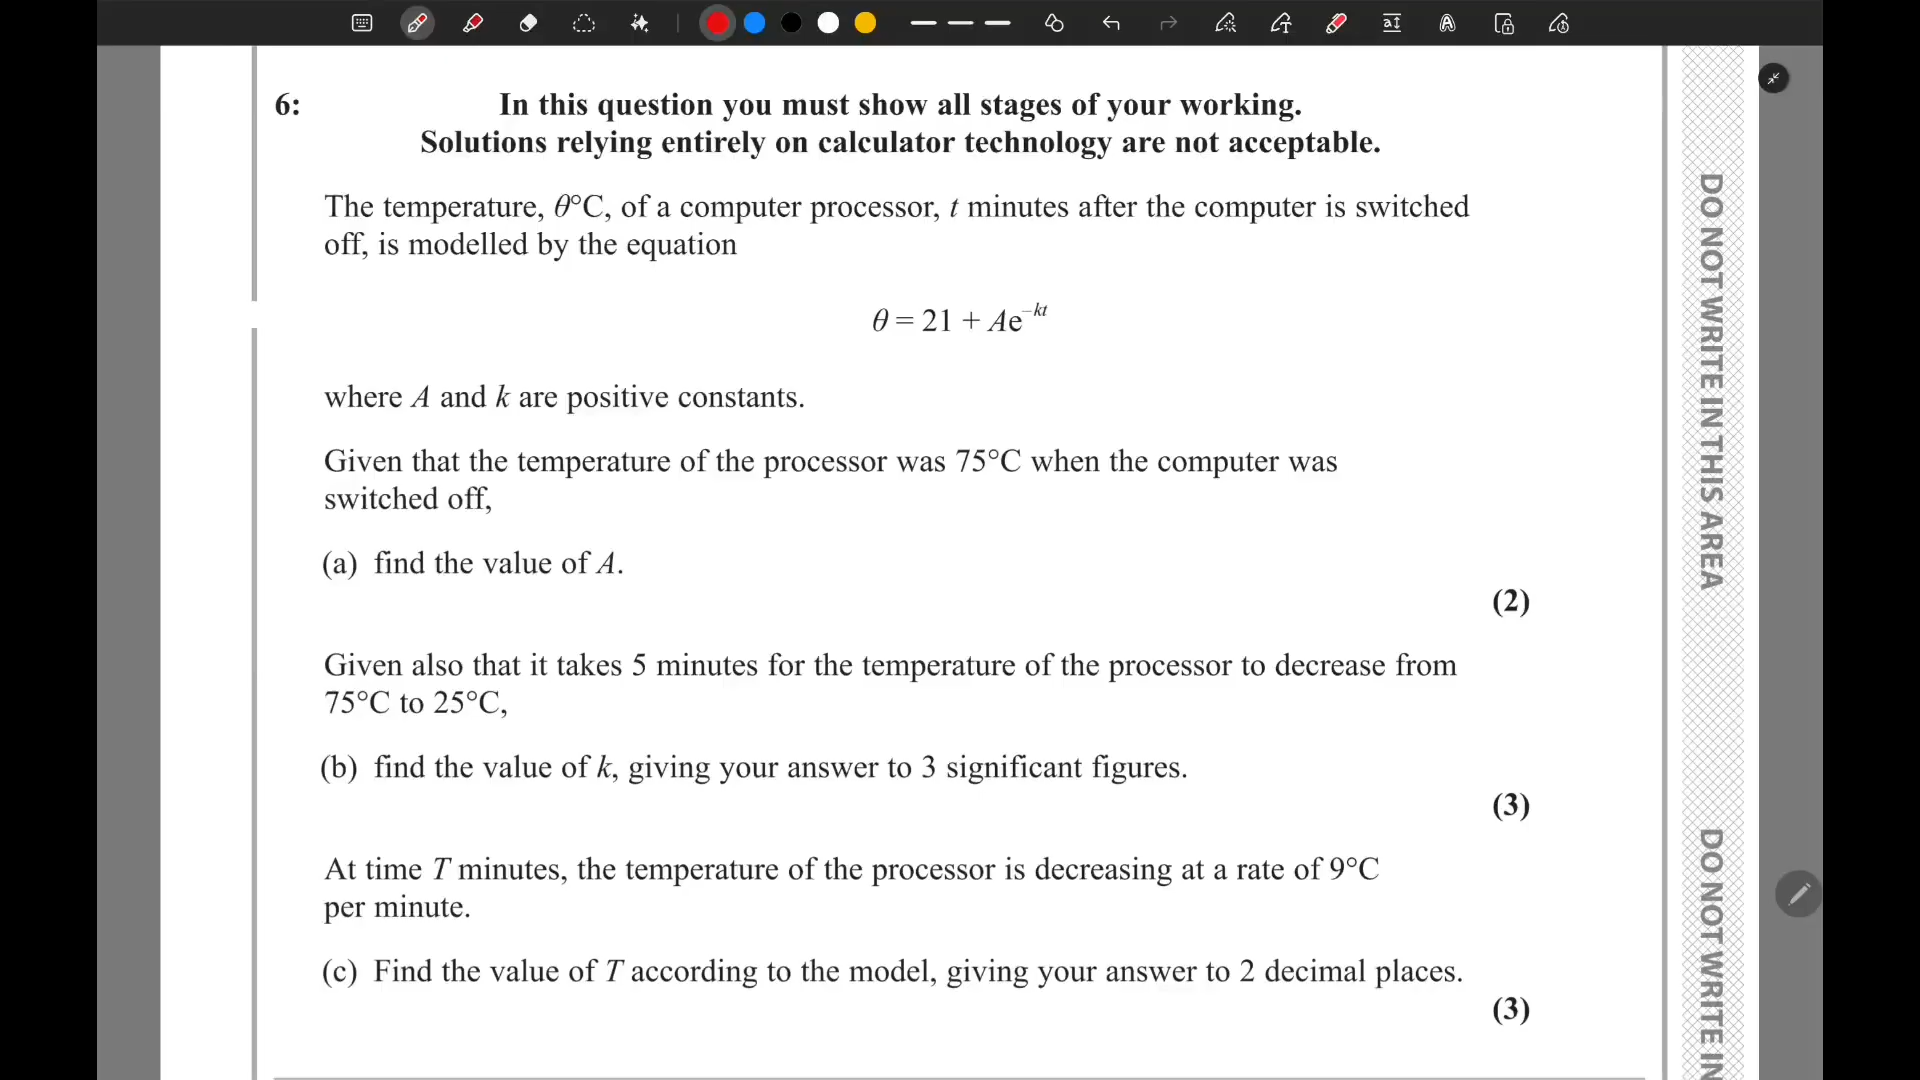 6:
In this question you must show all stages of your working.
Solutions relying entirely on calculator technology are not acceptable.
The temperature, θ°C, of a computer processor, t minutes after the computer is switched
off, is modelled by the equation
θ = 21 + Ae^{–kt}
where A and k are positive constants.
Given that the temperature of the processor was 75°C when the computer was
switched off,
(a) find the value of A.
(2)
Given also that it takes 5 minutes for the temperature of the processor to decrease from
75°C to 25°C,
(b) find the value of k, giving your answer to 3 significant figures.
(3)
At time T minutes, the temperature of the processor is decreasing at a rate of 9°C
per minute.
(c) Find the value of T according to the model, giving your answer to 2 decimal places.
(3)
DO NOT WRITE IN THIS AREA
DO NOT WRITE IN